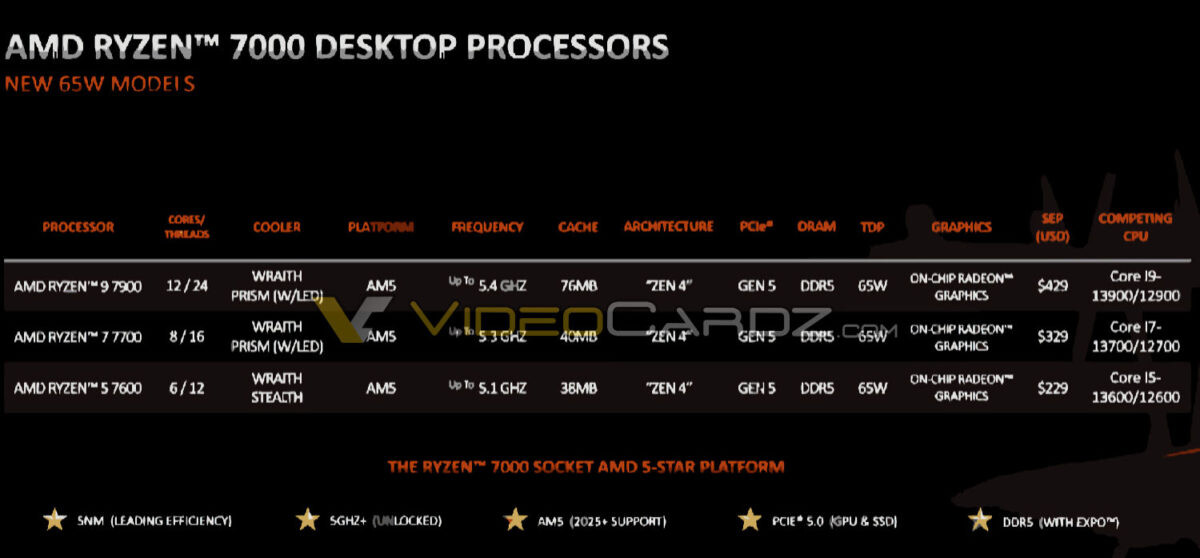 AMD RYZEN™ 7000 DESKTOP PROCESSORS
NEW 65W MODELS
PROCESSOR CORES/ THREADS COOLER PLATFORM FREQUENCY CACHE ARCHITECTURE PCIe® DRAM TDP GRAPHICS SEP (USD) COMPETING CPU
AMD RYZEN™ 9 7900 12 / 24 WRAITH PRISM (W/LED) AM5 Up To 5.4 GHZ 76MB "ZEN 4" GEN 5 DDR5 65W ON-CHIP RADEON™ GRAPHICS $429 Core I9-13900/12900
AMD RYZEN™ 7 7700 8 / 16 WRAITH PRISM (W/LED) AM5 Up To 5.3 GHZ 40MB "ZEN 4" GEN 5 DDR5 65W ON-CHIP RADEON™ GRAPHICS $329 Core I7-13700/12700
VIDEOCARDZ.COM
AMD RYZEN™ 5 7600 6 / 12 WRAITH STEALTH AM5 Up To 5.1 GHZ 38MB "ZEN 4" GEN 5 DDR5 65W ON-CHIP RADEON™ GRAPHICS $229 Core I5-13600/12600
THE RYZEN™ 7000 SOCKET AMD 5-STAR PLATFORM
5NM (LEADING EFFICIENCY) 5GHZ+ (UNLOCKED) AM5 (2025+ SUPPORT) PCIE® 5.0 (GPU & SSD) DDR5 (WITH EXPO™)